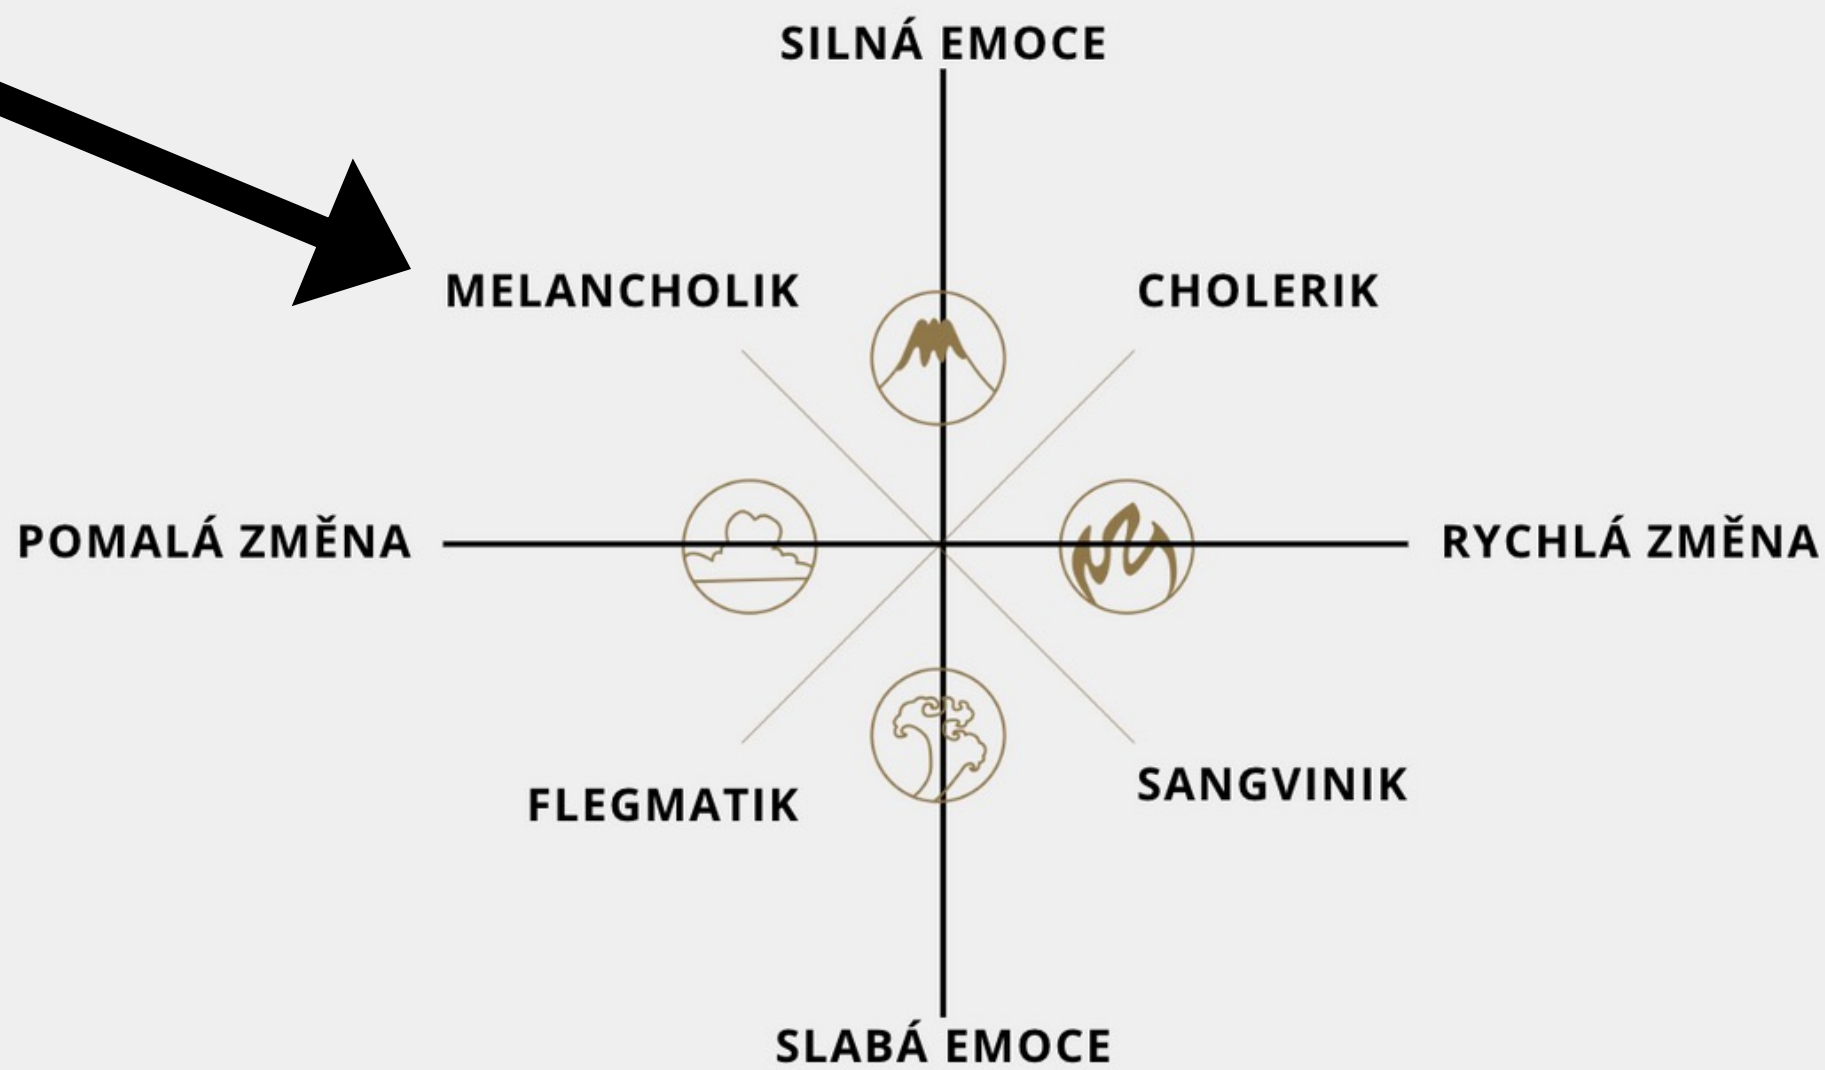 SILNÁ EMOCE
MELANCHOLIK
CHOLERIK
POMALÁ ZMĚNA
RYCHLÁ ZMĚNA
FLEGMATIK
SANGVINIK
SLABÁ EMOCE